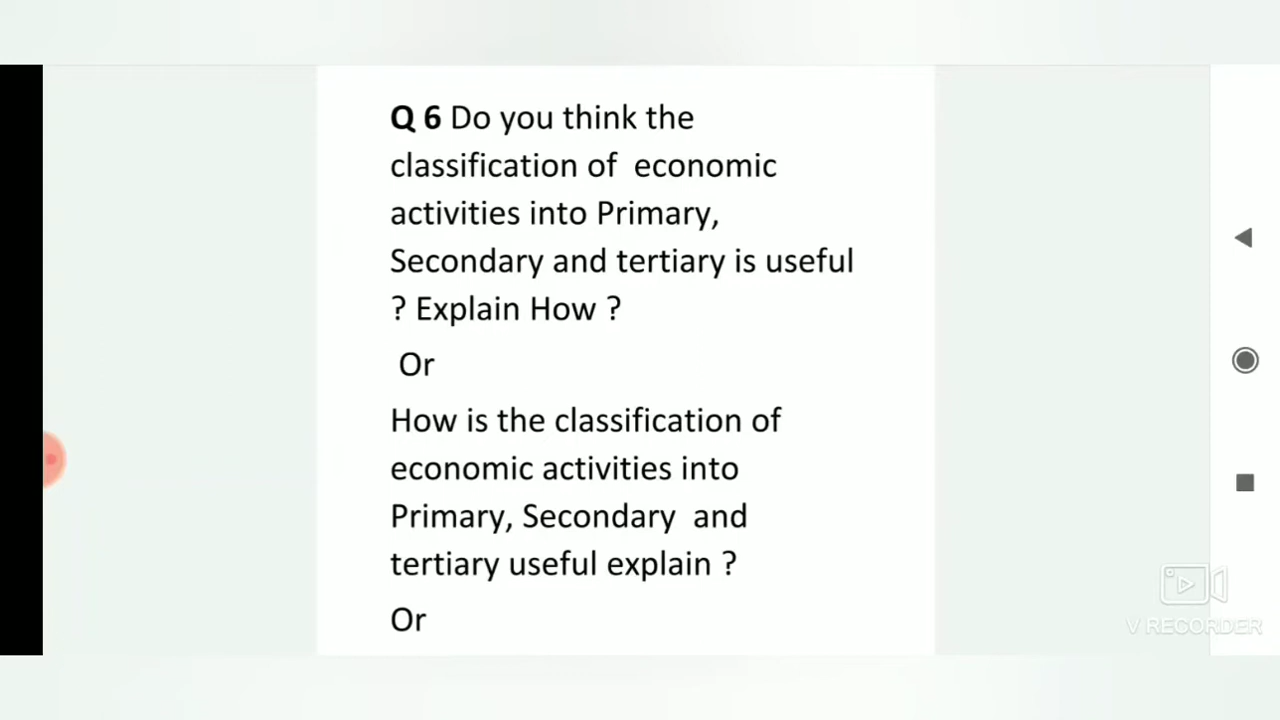 Q 6 Do you think the
classification of  economic
activities into Primary,
Secondary and tertiary is useful
? Explain How ?
Or
How is the classification of
economic activities into
Primary, Secondary  and
tertiary useful explain ?
Or
V RECORDER